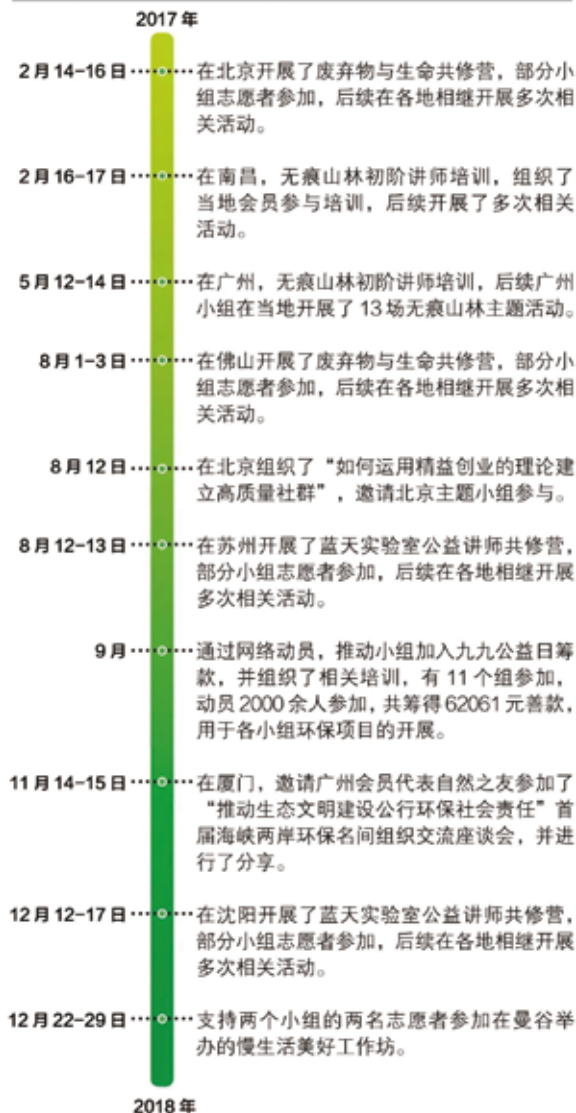 2017 年
2 月 14-16 日
在北京开展了废弃物与生命共修营，部分小
组志愿者参加，后续在各地相继开展多次相
关活动。
2 月 16-17 日
在南昌，无痕山林初阶讲师培训，组织了
当地会员参与培训，后续开展了多次相关
活动。
5 月 12-14 日
在广州，无痕山林初阶讲师培训，后续广州
小组在当地开展了 13 场无痕山林主题活动。
8 月 1-3 日
在佛山开展了废弃物与生命共修营，部分小
组志愿者参加，后续在各地相继开展多次相
关活动。
8 月 12 日
在北京组织了“如何运用精益创业的理论建
立高质量社群”，邀请北京主题小组参与。
8 月 12-13 日
在苏州开展了蓝天实验室公益讲师共修营，
部分小组志愿者参加，后续在各地相继开展
多次相关活动。
9 月
通过网络动员，推动小组加入九九公益日筹
款，并组织了相关培训，有 11 个组参加，
动员 2000 余人参加，共筹得 62061 元善款，
用于各小组环保项目的开展。
11 月 14-15 日
在厦门，邀请广州会员代表自然之友参加了
“推动生态文明建设公行环保社会责任”首
届海峡两岸环保名间组织交流座谈会，并进
行了分享。
12 月 12-17 日
在沈阳开展了蓝天实验室公益讲师共修营，
部分小组志愿者参加，后续在各地相继开展
多次相关活动。
12 月 22-29 日
支持两个小组的两名志愿者参加在曼谷举
办的慢生活美好工作坊。
2018 年